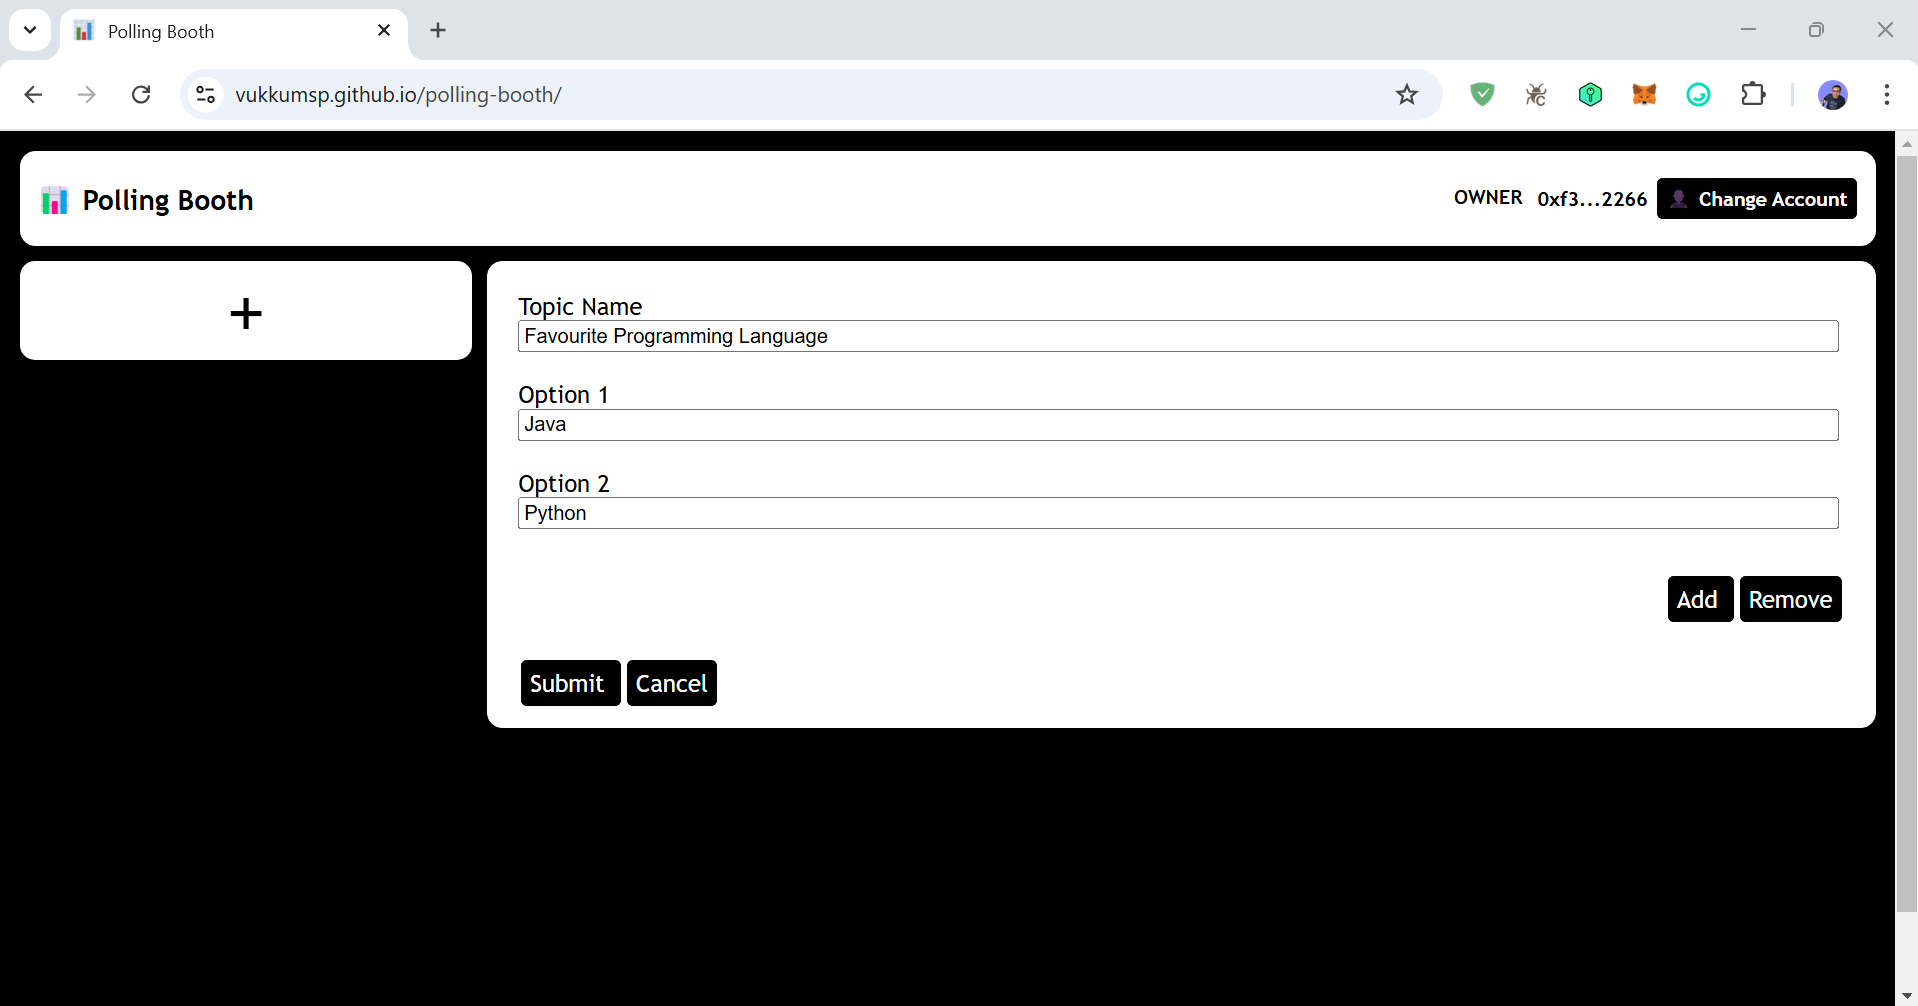 Polling Booth
vukkumsp.github.io/polling-booth/
Polling Booth
OWNER 0xf3...2266 Change Account
+
Topic Name
Favourite Programming Language
Option 1
Java
Option 2
Python
Add Remove
Submit Cancel